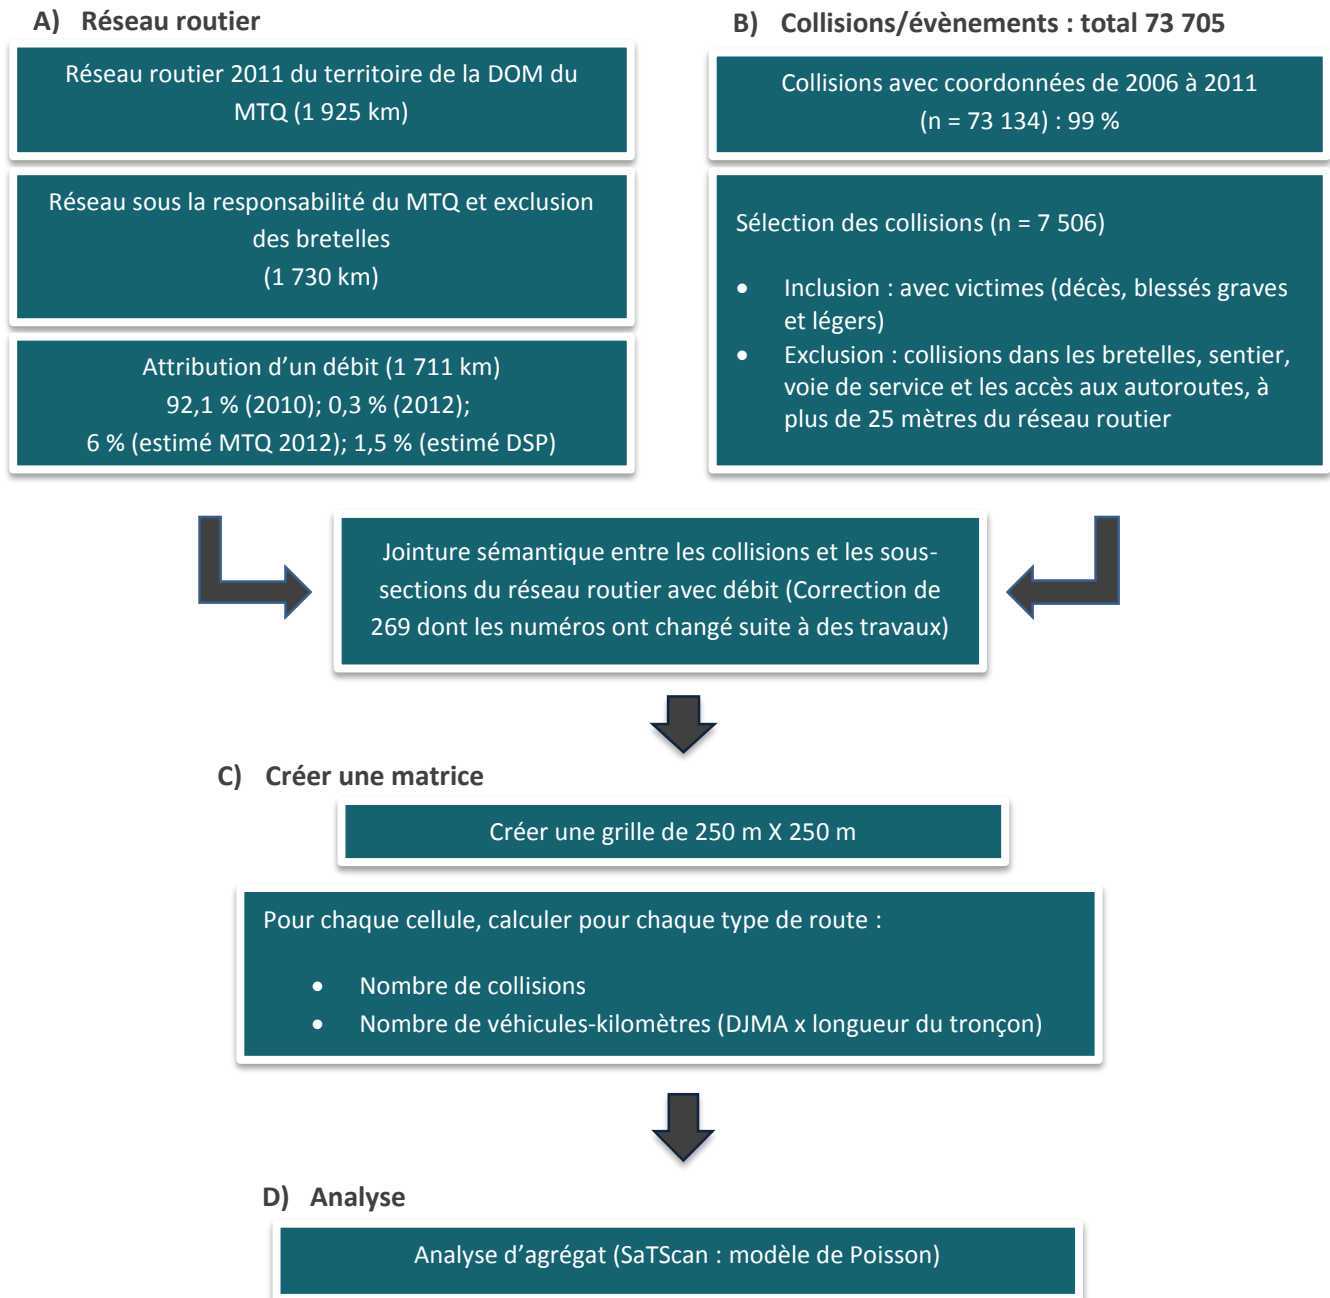 A) Réseau routier
Réseau routier 2011 du territoire de la DOM du
MTQ (1 925 km)
Réseau sous la responsabilité du MTQ et exclusion
des bretelles
(1 730 km)
Attribution d’un débit (1 711 km)
92,1 % (2010); 0,3 % (2012);
6 % (estimé MTQ 2012); 1,5 % (estimé DSP)
B) Collisions/évènements : total 73 705
Collisions avec coordonnées de 2006 à 2011
(n = 73 134) : 99 %
Sélection des collisions (n = 7 506)
• Inclusion : avec victimes (décès, blessés graves
et légers)
• Exclusion : collisions dans les bretelles, sentier,
voie de service et les accès aux autoroutes, à
plus de 25 mètres du réseau routier
Jointure sémantique entre les collisions et les sous-
sections du réseau routier avec débit (Correction de
269 dont les numéros ont changé suite à des travaux)
C) Créer une matrice
Créer une grille de 250 m X 250 m
Pour chaque cellule, calculer pour chaque type de route :
• Nombre de collisions
• Nombre de véhicules-kilomètres (DJMA x longueur du tronçon)
D) Analyse
Analyse d’agrégat (SaTScan : modèle de Poisson)